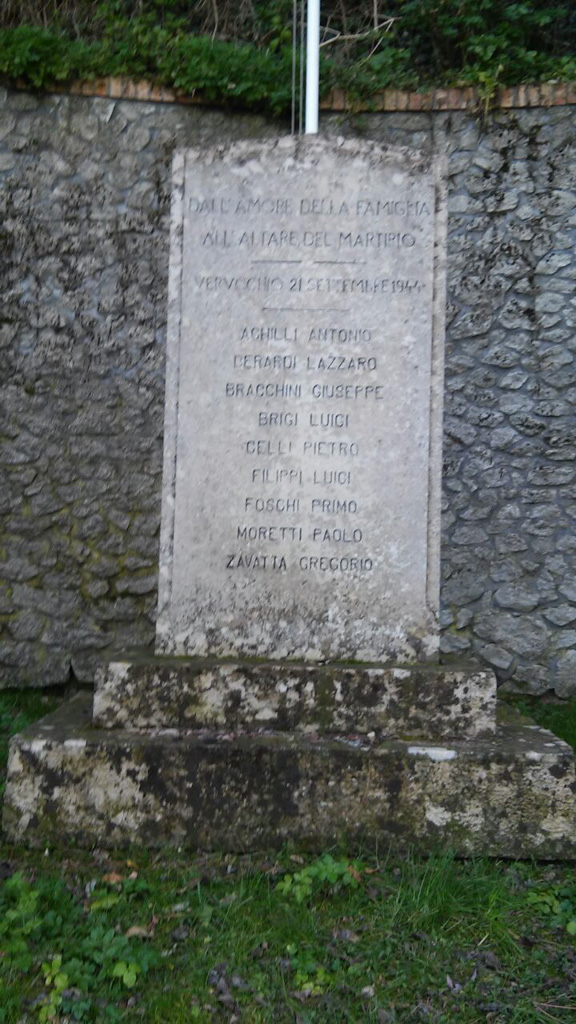 DALL'AMORE DELLA FAMIGLIA
ALL'ALTARE DEL MARTIRIO
VERVCCHIO 21 SETTEMBRE 1944
ACHILLI ANTONIO
BERARDI LAZZARO
BRACCHINI GIUSEPPE
BRIGI LUIGI
CELLI PIETRO
FILIPPI LUIGI
FOSCHI PRIMO
MORETTI PAOLO
ZAVATTA GREGORIO